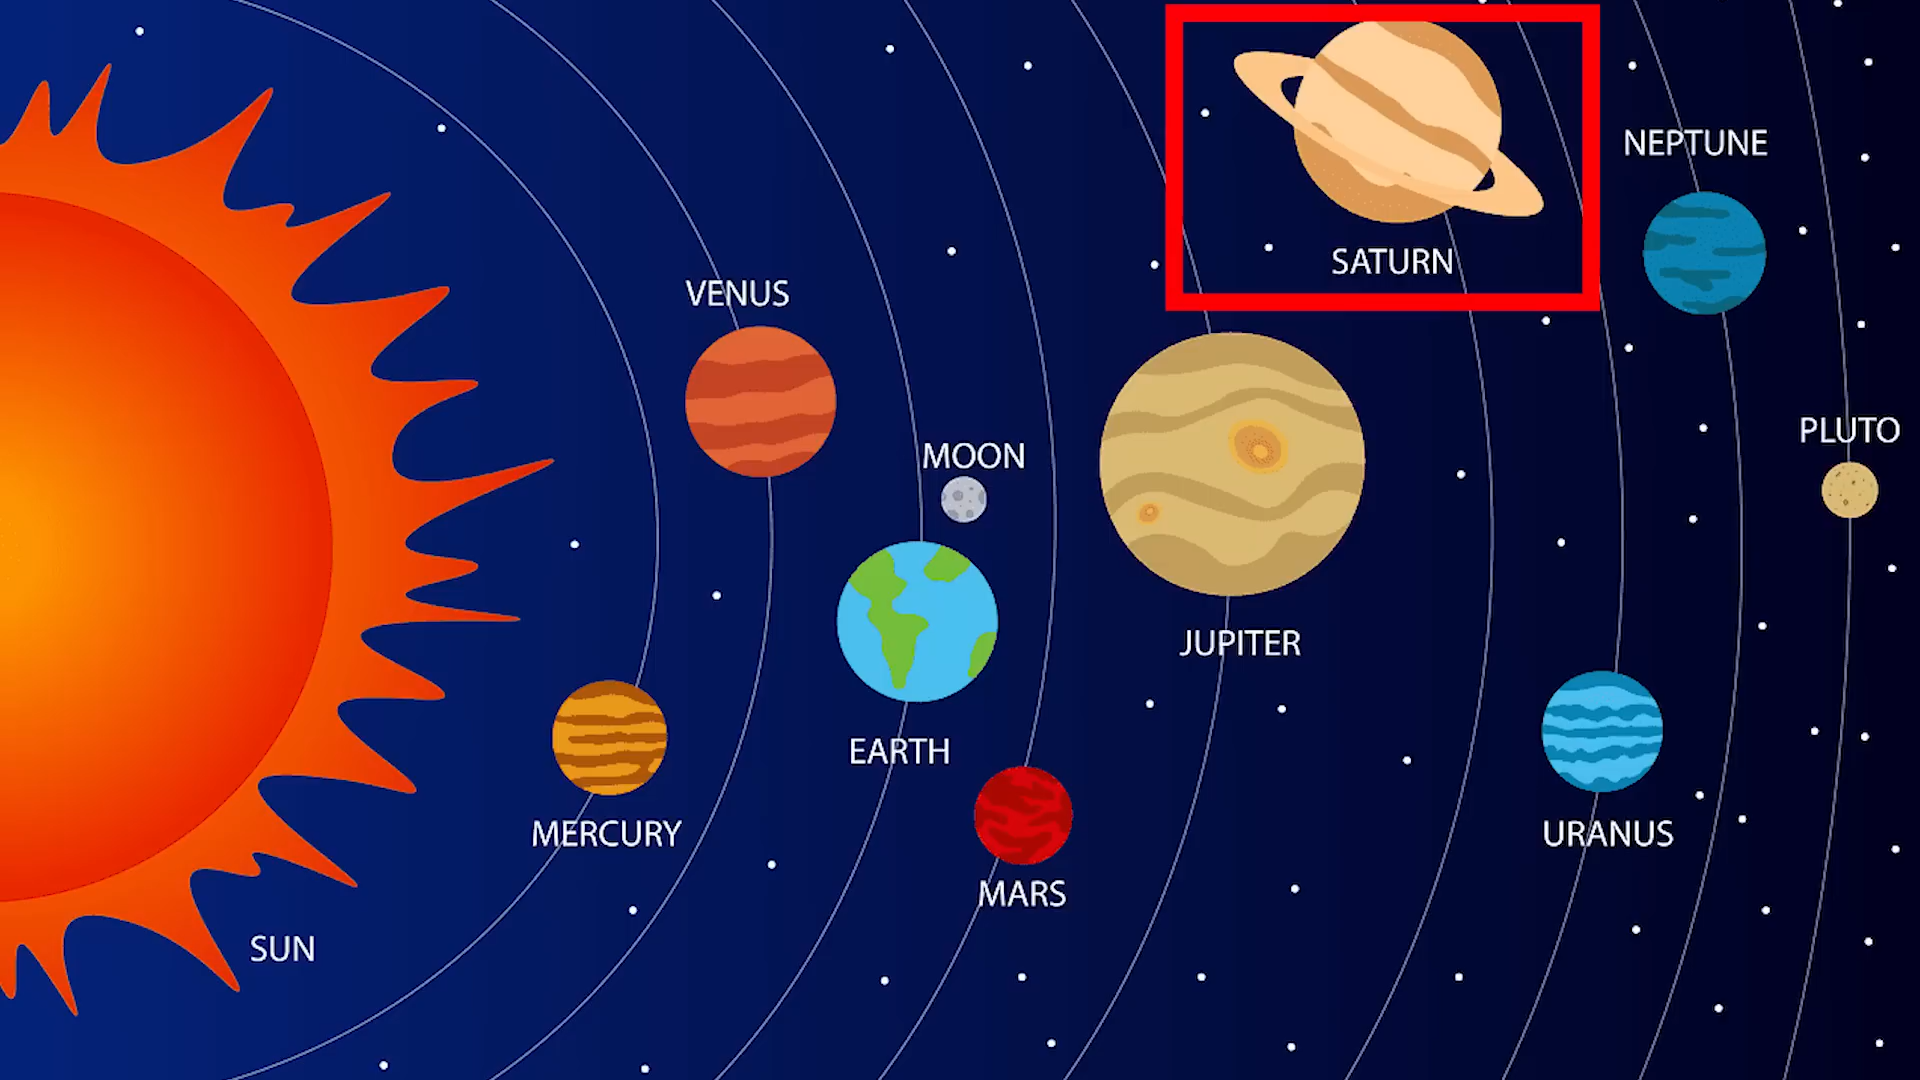 NEPTUNE
SATURN
VENUS
PLUTO
MOON
JUPITER
EARTH
MERCURY
URANUS
MARS
SUN